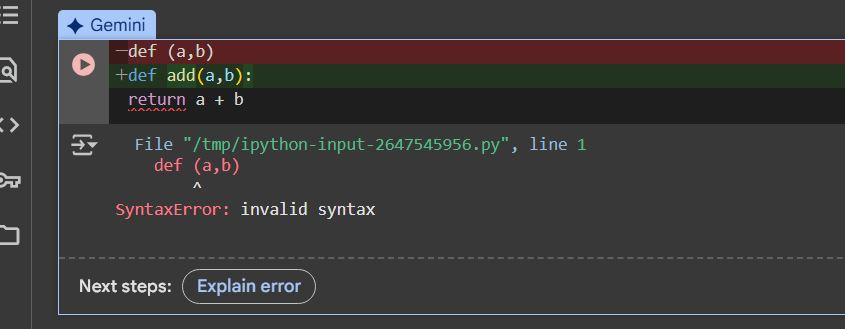 Gemini
−def (a,b)
+def add(a,b):
return a + b
File "/tmp/ipython-input-2647545956.py", line 1
def (a,b)
^
SyntaxError: invalid syntax
Next steps: Explain error